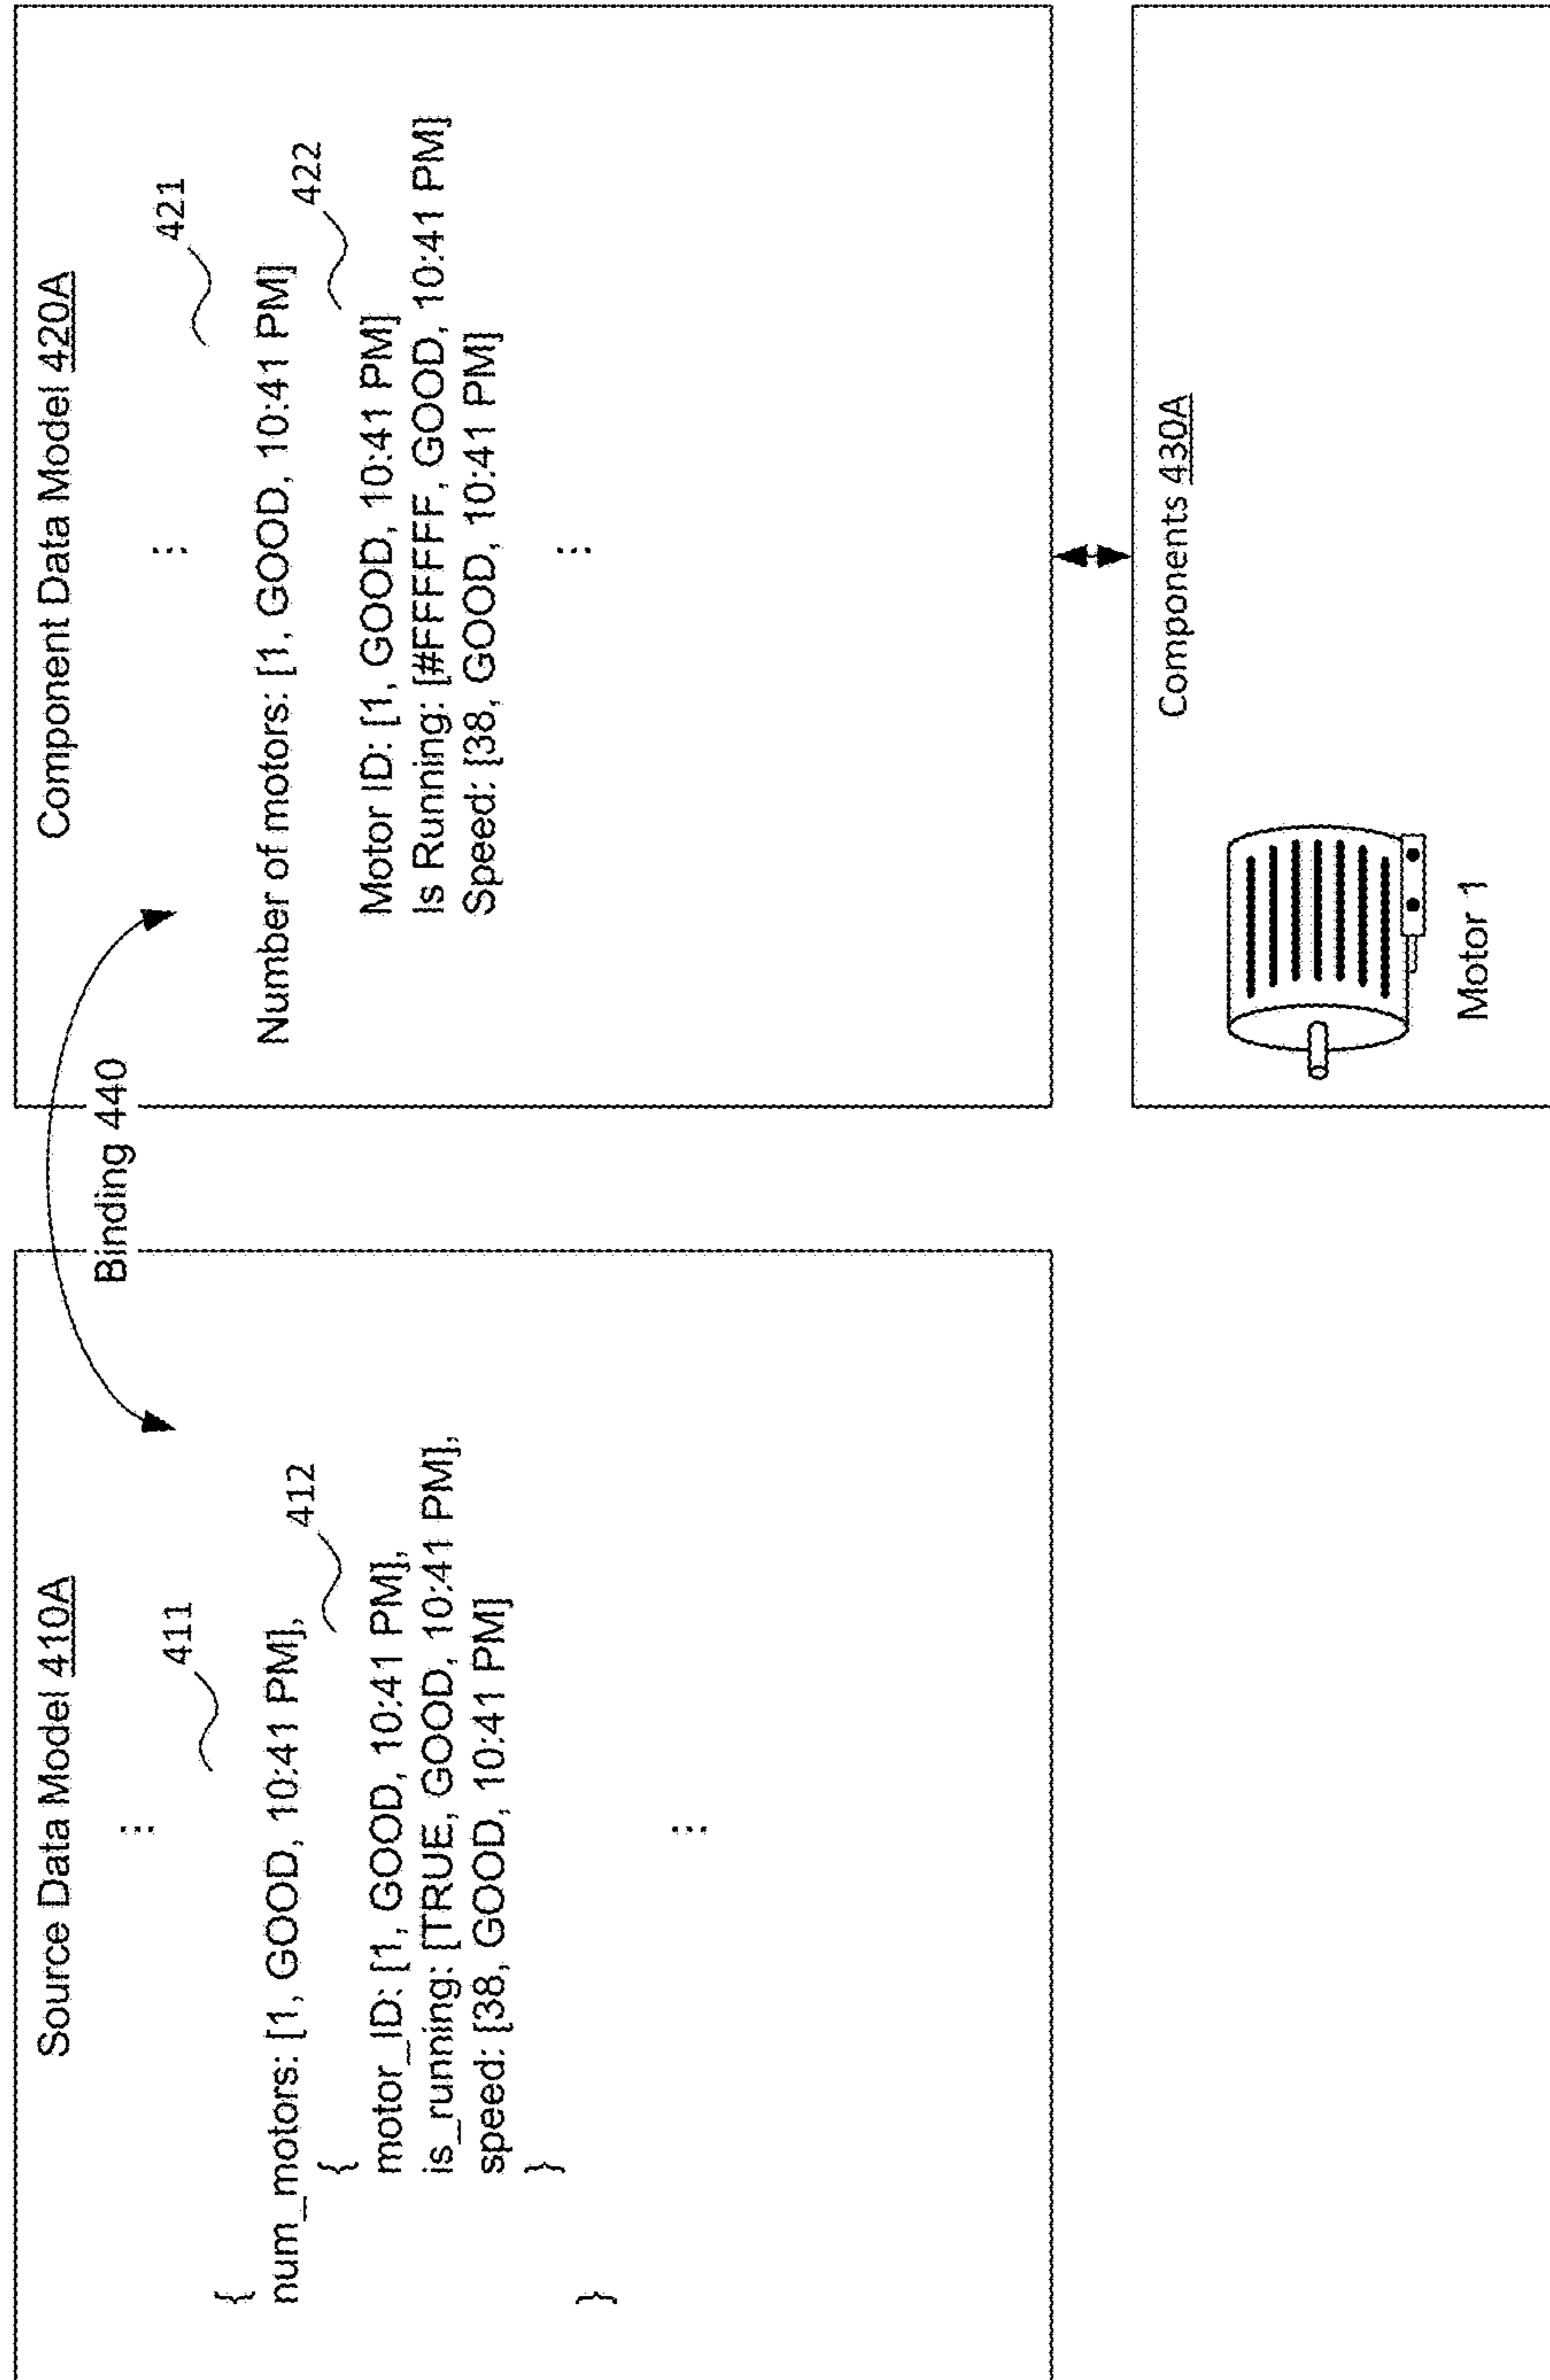 Source Data Model 410A
⋮
411
{
num_motors: [1, GOOD, 10:41 PM],
412
{
motor_ID: [1, GOOD, 10:41 PM],
is_running: [TRUE, GOOD, 10:41 PM],
speed: [38, GOOD, 10:41 PM]
}
}
⋮
Binding 440
Component Data Model 420A
⋮
421
Number of motors: [1, GOOD, 10:41 PM]
422
Motor ID: [1, GOOD, 10:41 PM]
Is Running: [#FFFFF, GOOD, 10:41 PM]
Speed: [38, GOOD, 10:41 PM]
⋮
Components 430A
Motor 1